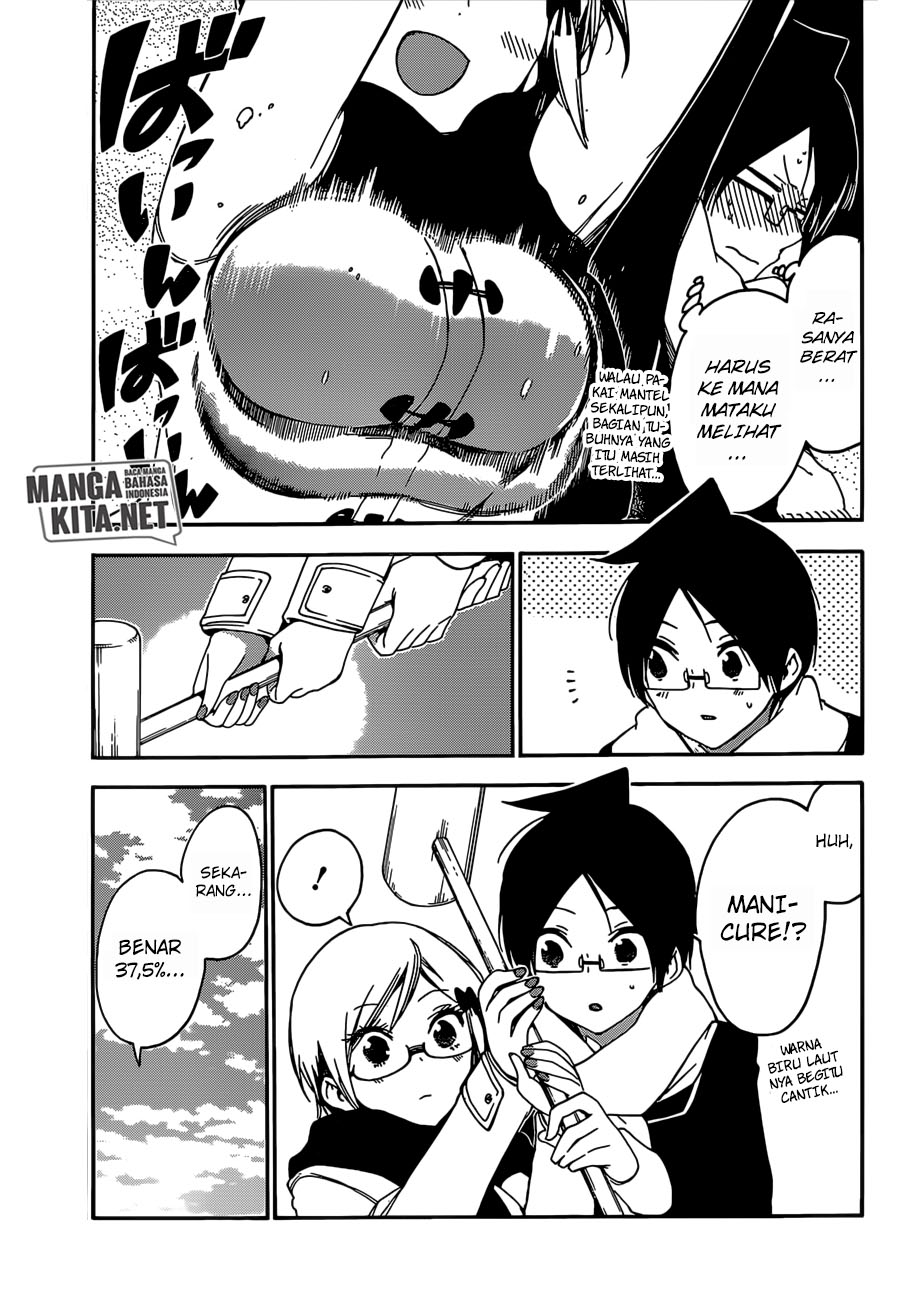 RA-
SANYA
BERAT
...
HARUS
KE MANA
MATAKU
MELIHAT
...
WALAU PA-
KAI MANTEL
SEKALIPUN,
BAGIAN TU-
BUHNYA YANG
ITU MASIH
TERLIHAT...
ばいんばいん
MANGA
BACA MANGA
BAHASA
INDONESIA
KITA.NET
HUH,
MANI-
CURE!?
WARNA
BIRU LAUT
NYA BEGITU
CANTIK...
!
SEKA-
RANG...
BENAR
37,5%...